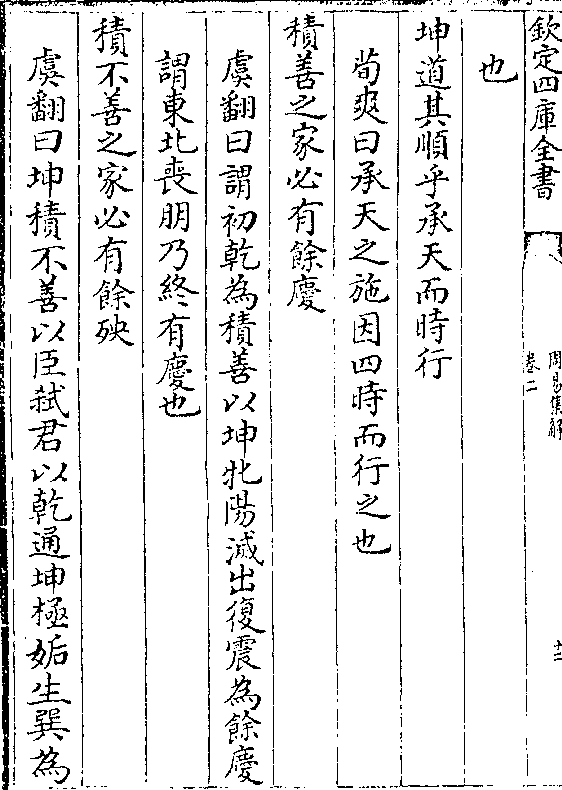 欽定四庫全書
周易集解
卷二
十二
也
坤道其順乎承天而時行
荀爽曰承天之施因四時而行之也
積善之家必有餘慶
虞翻曰謂初乾為積善以坤牝陽滅出復震為餘慶
謂東北喪朋乃終有慶也
積不善之家必有餘殃
虞翻曰坤積不善以臣弒君以乾通坤極姤生巽為